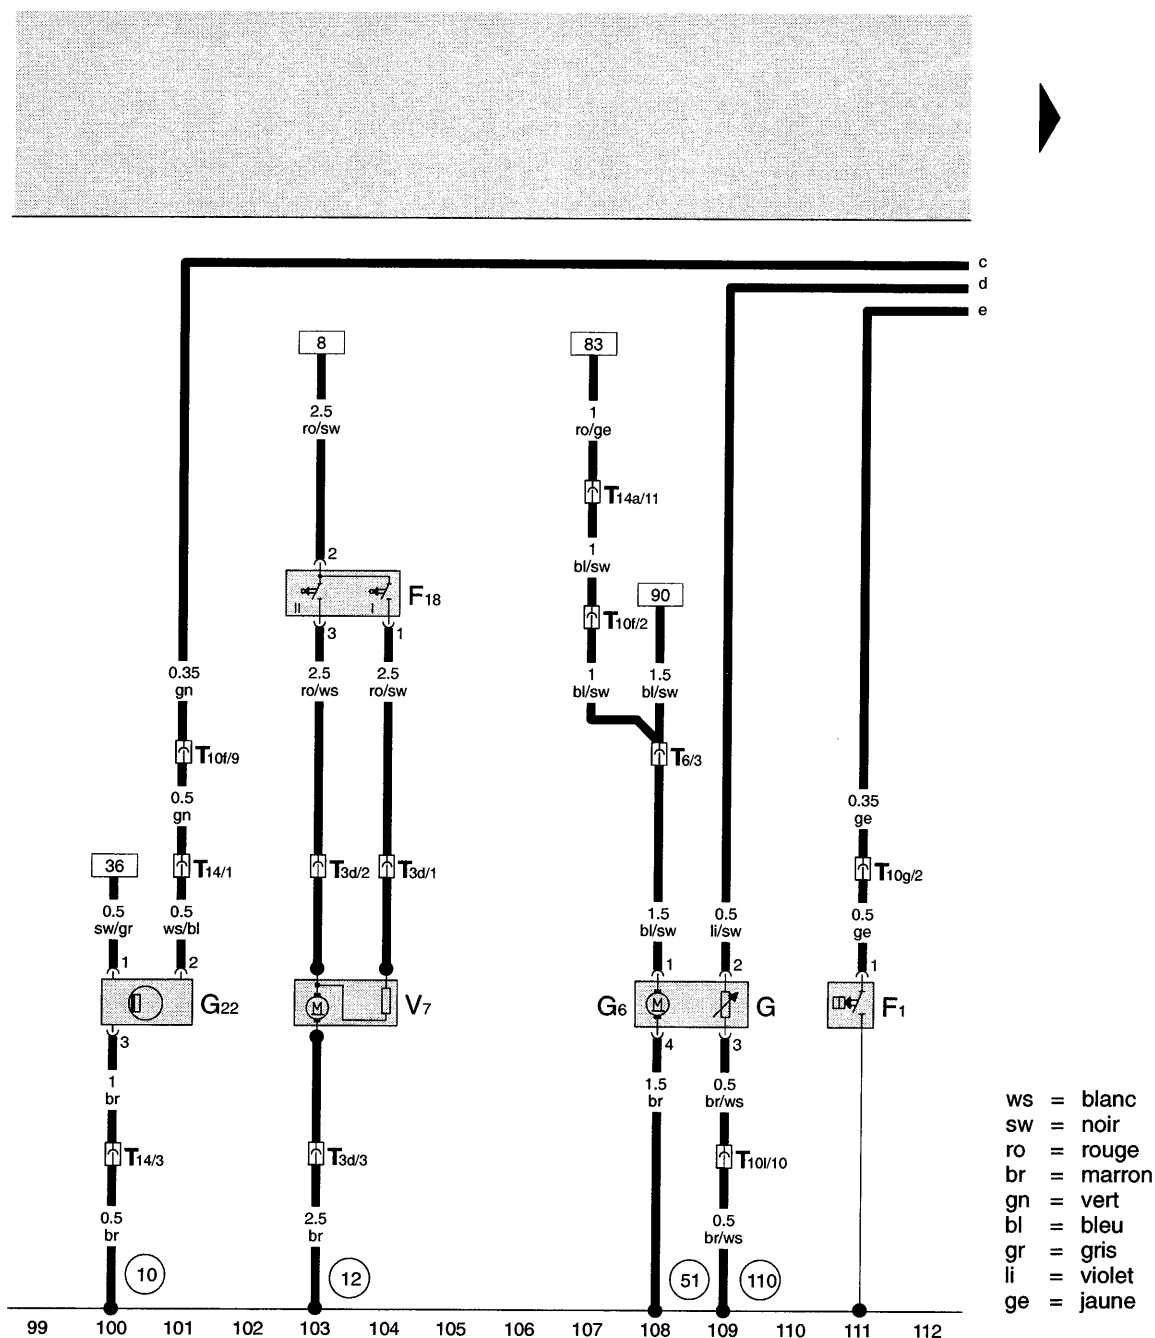 c
d
e
8
83
2.5
ro/sw
1
ro/ge
T14a/11
2
1
bl/sw
F18
II
I
90
T10f/2
3
1
0.35
gn
2.5
ro/ws
2.5
ro/sw
1
bl/sw
1.5
bl/sw
T10f/9
T6/3
0.5
gn
0.35
ge
36
T14/1
T3d/2
T3d/1
T10g/2
0.5
sw/gr
0.5
ws/bl
1.5
bl/sw
0.5
li/sw
0.5
ge
1
2
1
2
1
G22
M
V7
G6
M
G
F1
3
4
3
1
br
1.5
br
0.5
br/ws
T14/3
T3d/3
T10l/10
0.5
br
2.5
br
0.5
br/ws
10
12
51
110
ws = blanc
sw = noir
ro = rouge
br = marron
gn = vert
bl = bleu
gr = gris
li = violet
ge = jaune
99 100 101 102 103 104 105 106 107 108 109 110 111 112